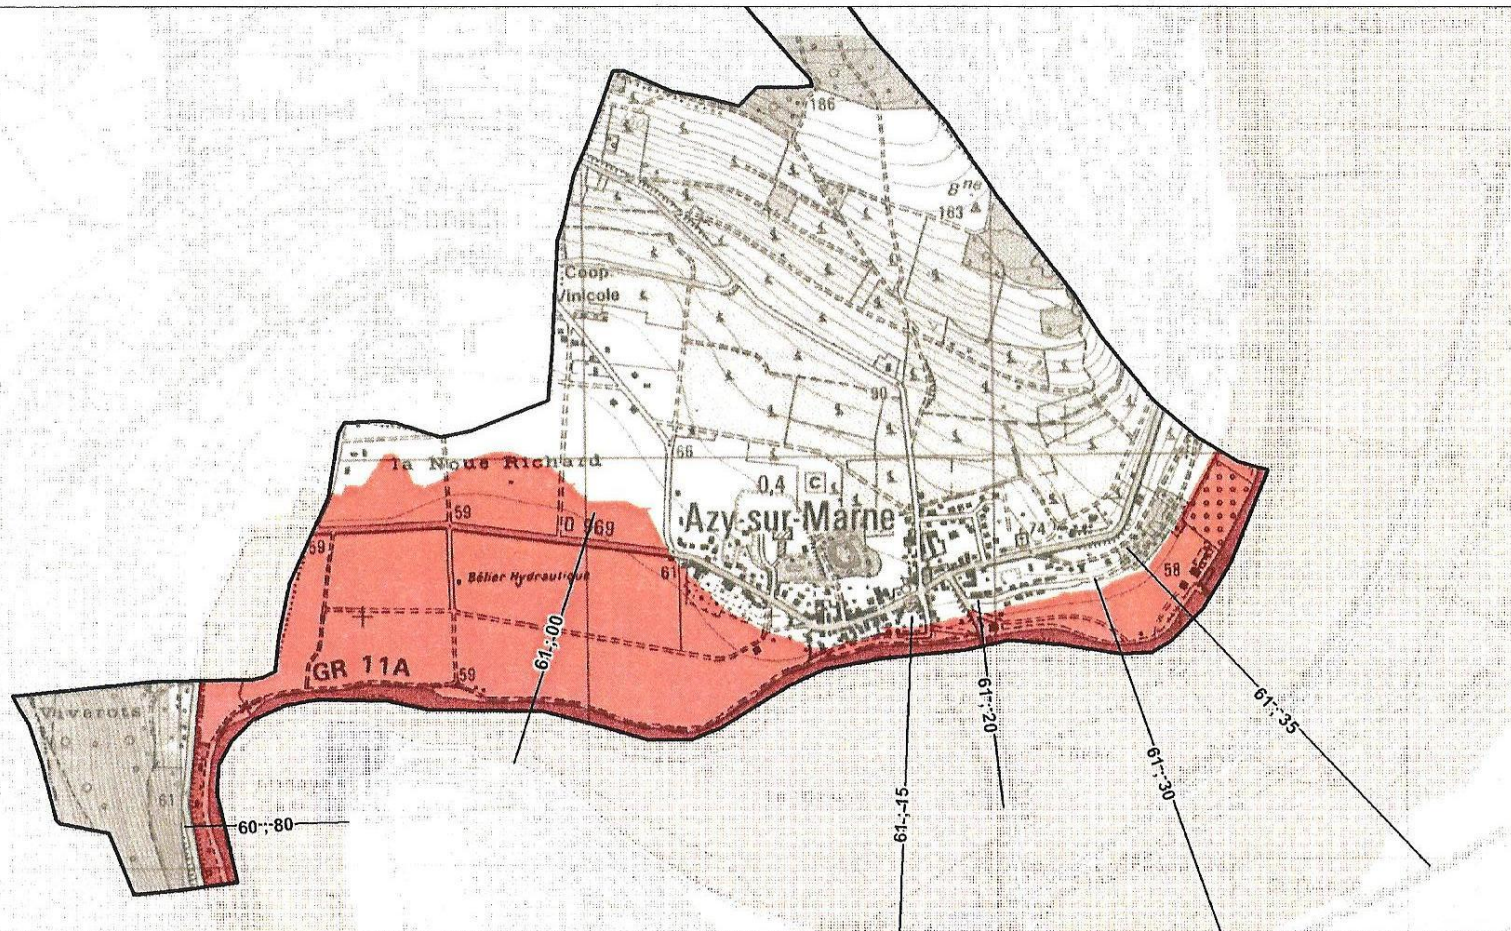 186
Bne
163
Coop.
Vinicole
90
66
la Noue Richard
0,4
C
59
D 969
Azy-sur-Marne
74
59
Bélier Hydraulique
61
58
61-;-00
GR 11A
59
61-;-20
61-;-35
Viverots
61-;-30
61
61-;-15
60-;-80